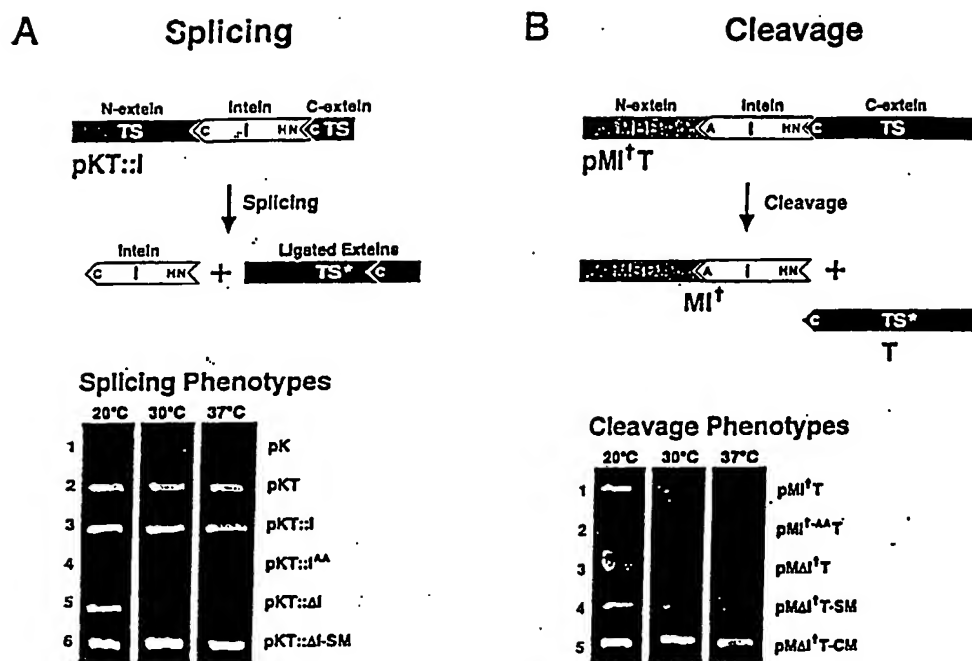 A Splicing
N-extein Intein C-extein
TS C I HN C TS
pKT::I
Splicing
Intein Ligated Exteins
C I HN + TS* C
Splicing Phenotypes
20°C 30°C 37°C
1 pK
2 pKT
3 pKT::I
4 pKT::I^AA
5 pKT::ΔI
6 pKT::ΔI-SM
B Cleavage
N-extein Intein C-extein
A I HN C TS
pMI†T
Cleavage
A I HN +
MI†
C TS*
T
Cleavage Phenotypes
20°C 30°C 37°C
1 pMI†T
2 pMI†-AAT
3 pMΔI†T
4 pMΔI†T-SM
5 pMΔI†T-CM